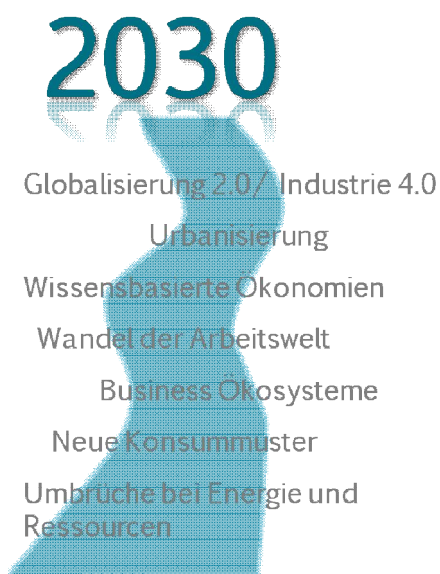 2030
Globalisierung 2.0/ Industrie 4.0
Urbanisierung
Wissensbasierte Ökonomien
Wandel der Arbeitswelt
Business Ökosysteme
Neue Konsummuster
Umbrüche bei Energie und
Ressourcen